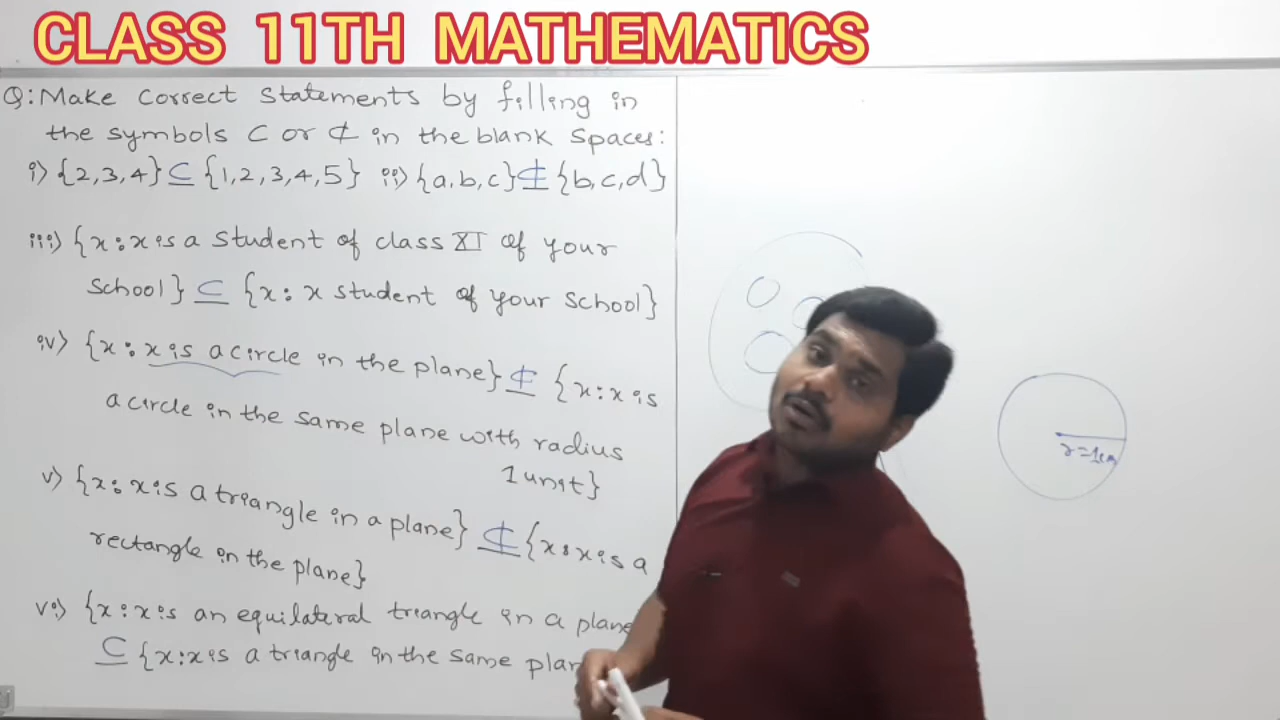 CLASS 11TH MATHEMATICS
Q: Make correct statements by filling in
the symbols ⊂ or ⊄ in the blank spaces:
i) {2,3,4} ⊂ {1,2,3,4,5} ii) {a,b,c} ⊄ {b,c,d}
iii) {x : x is a student of class XI of your
school} ⊂ {x : x student of your school}
iv) {x : x is a circle in the plane} ⊄ {x : x is
a circle in the same plane with radius
1 unit}
v) {x : x is a triangle in a plane} ⊄ {x : x is a
rectangle in the plane}
vi) {x : x is an equilateral triangle in a plane
⊂ {x : x is a triangle in the same plan
r=1cm